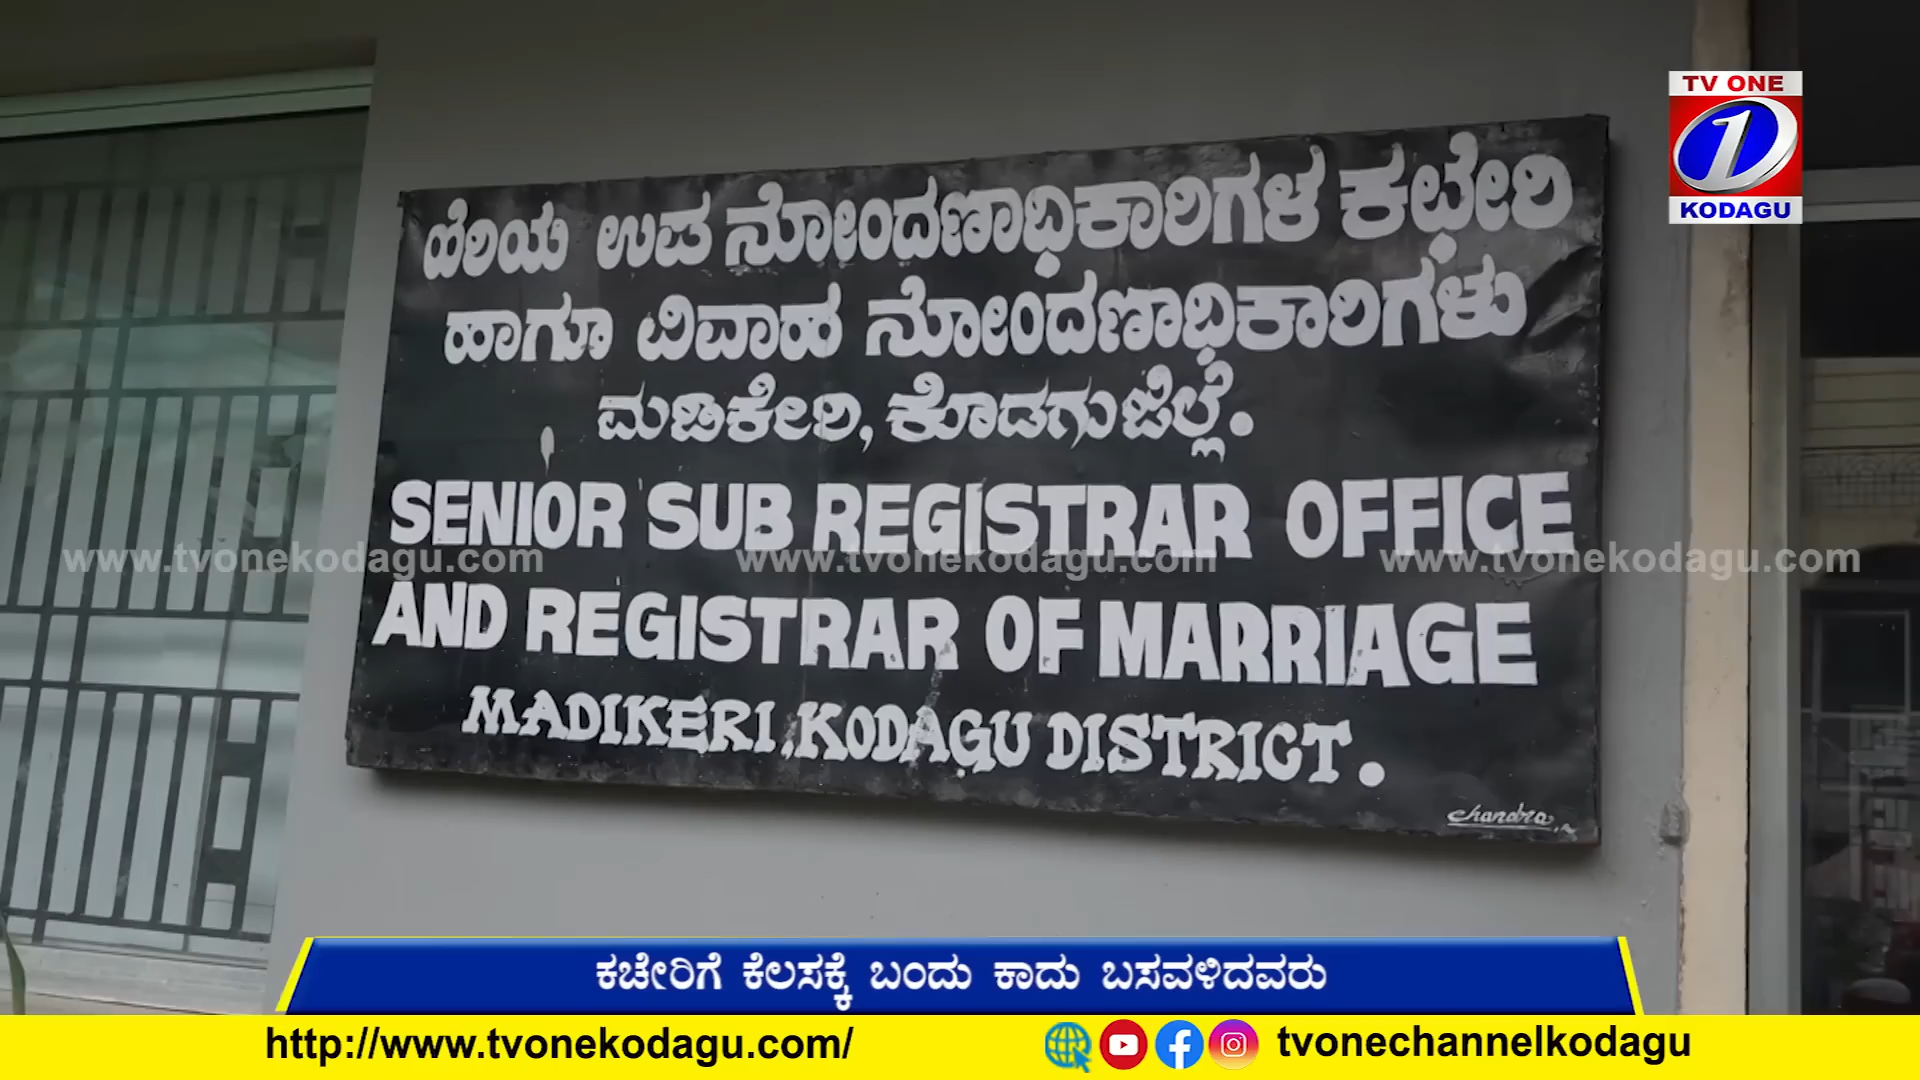 TV ONE
1
KODAGU
ಹಿರಿಯ ಉಪ ನೋಂದಣಾಧಿಕಾರಿಗಳ ಕಛೇರಿ
ಹಾಗೂ ವಿವಾಹ ನೋಂದಣಾಧಿಕಾರಿಗಳು
ಮಡಿಕೇರಿ, ಕೊಡಗು ಜಿಲ್ಲೆ.
SENIOR SUB REGISTRAR OFFICE
AND REGISTRAR OF MARRIAGE
MADIKERI, KODAGU DISTRICT.
Chandra
www.tvonekodagu.com www.tvonekodagu.com www.tvonekodagu.com
ಕಚೇರಿಗೆ ಕೆಲಸಕ್ಕೆ ಬಂದು ಕಾದು ಬಸವಳಿದವರು
http://www.tvonekodagu.com/ tvonechannelkodagu